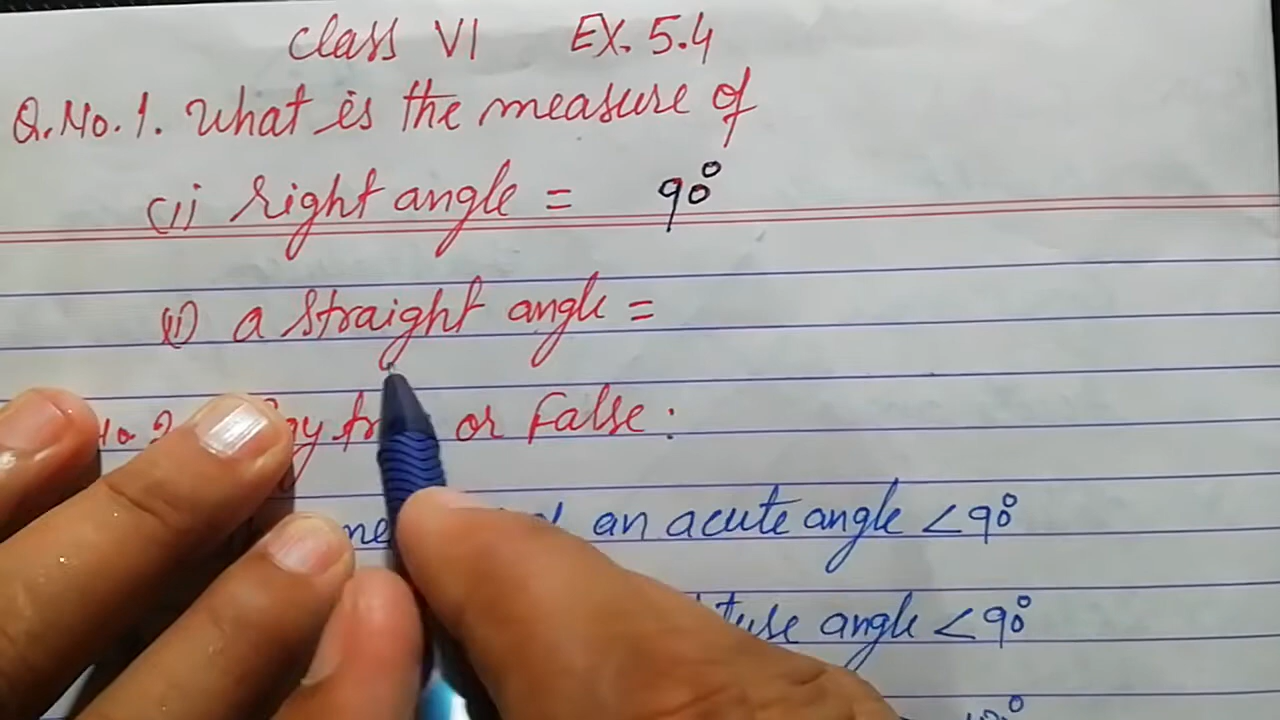 Class VI EX. 5.4
Q.No.1. What is the measure of
(i) right angle = 90°
(ii) a straight angle =
or False:
an acute angle < 90°
angle < 90°